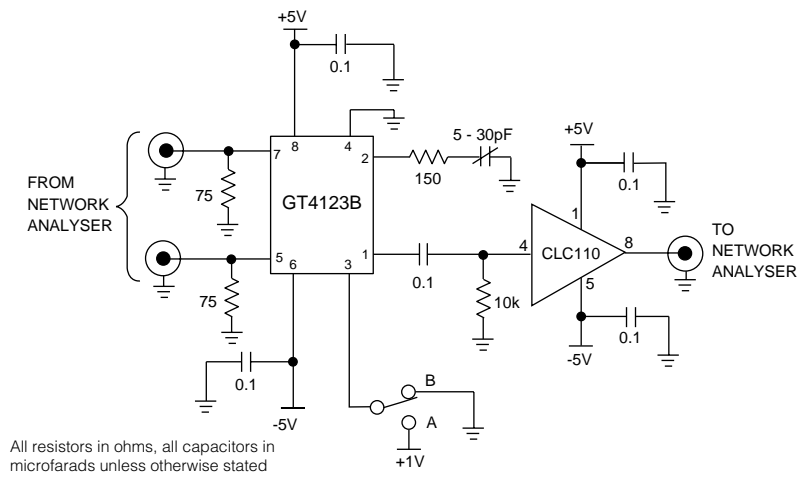 +5V
0.1
FROM
NETWORK
ANALYSER
7
8
4
2
5 - 30pF
150
+5V
0.1
75
GT4123B
1
TO
NETWORK
ANALYSER
4
CLC110
8
5
6
3
1
0.1
10k
5
75
0.1
-5V
0.1
-5V
B
A
+1V
All resistors in ohms, all capacitors in
microfarads unless otherwise stated